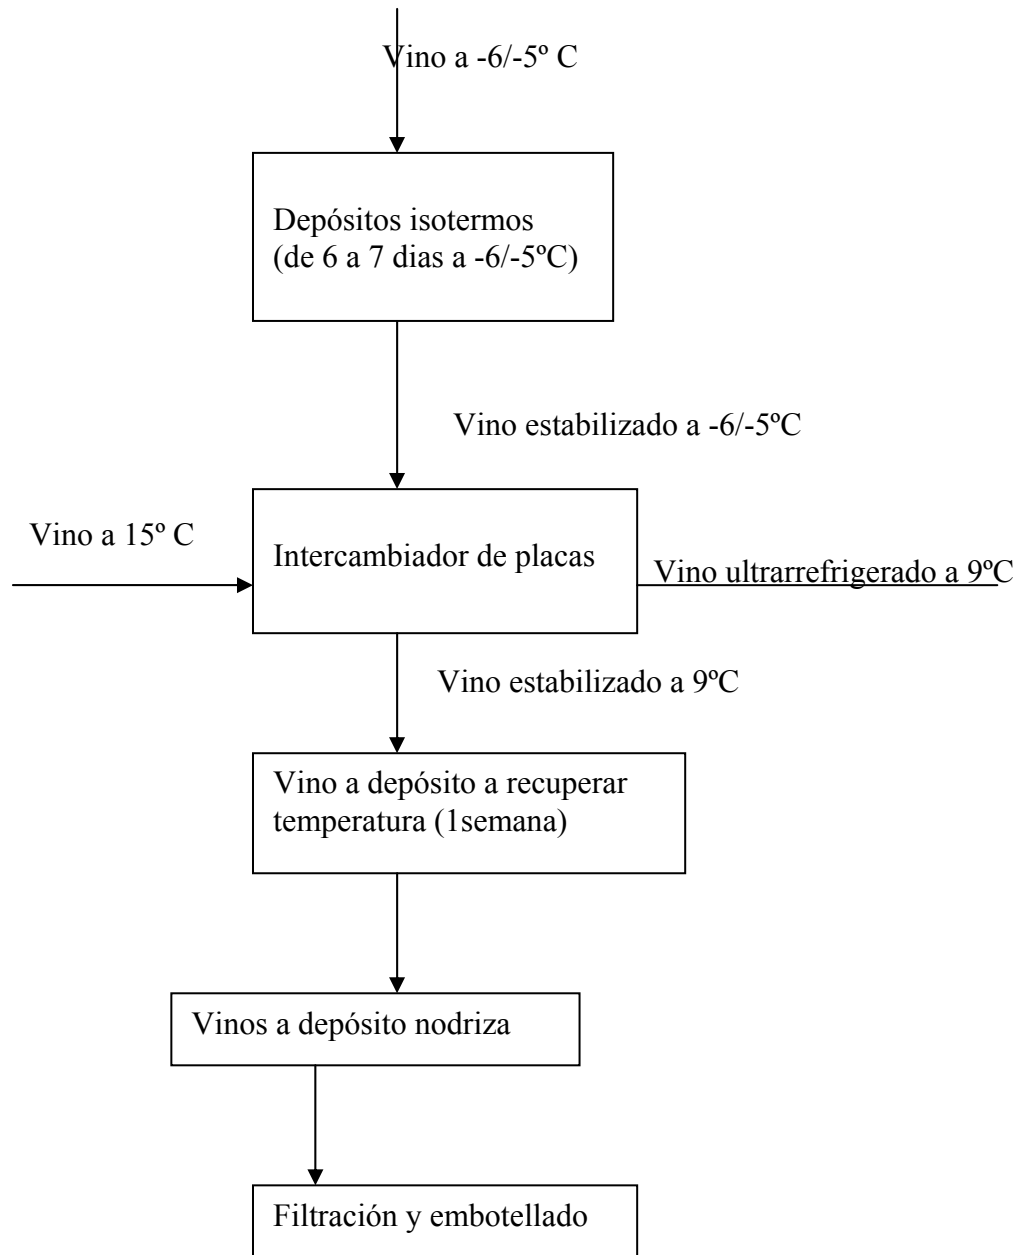 Vino a -6/-5º C
Depósitos isotermos
(de 6 a 7 dias a -6/-5ºC)
Vino estabilizado a -6/-5ºC
Vino a 15º C
Intercambiador de placas
Vino ultrarrefrigerado a 9ºC
Vino estabilizado a 9ºC
Vino a depósito a recuperar
temperatura (1semana)
Vinos a depósito nodriza
Filtración y embotellado